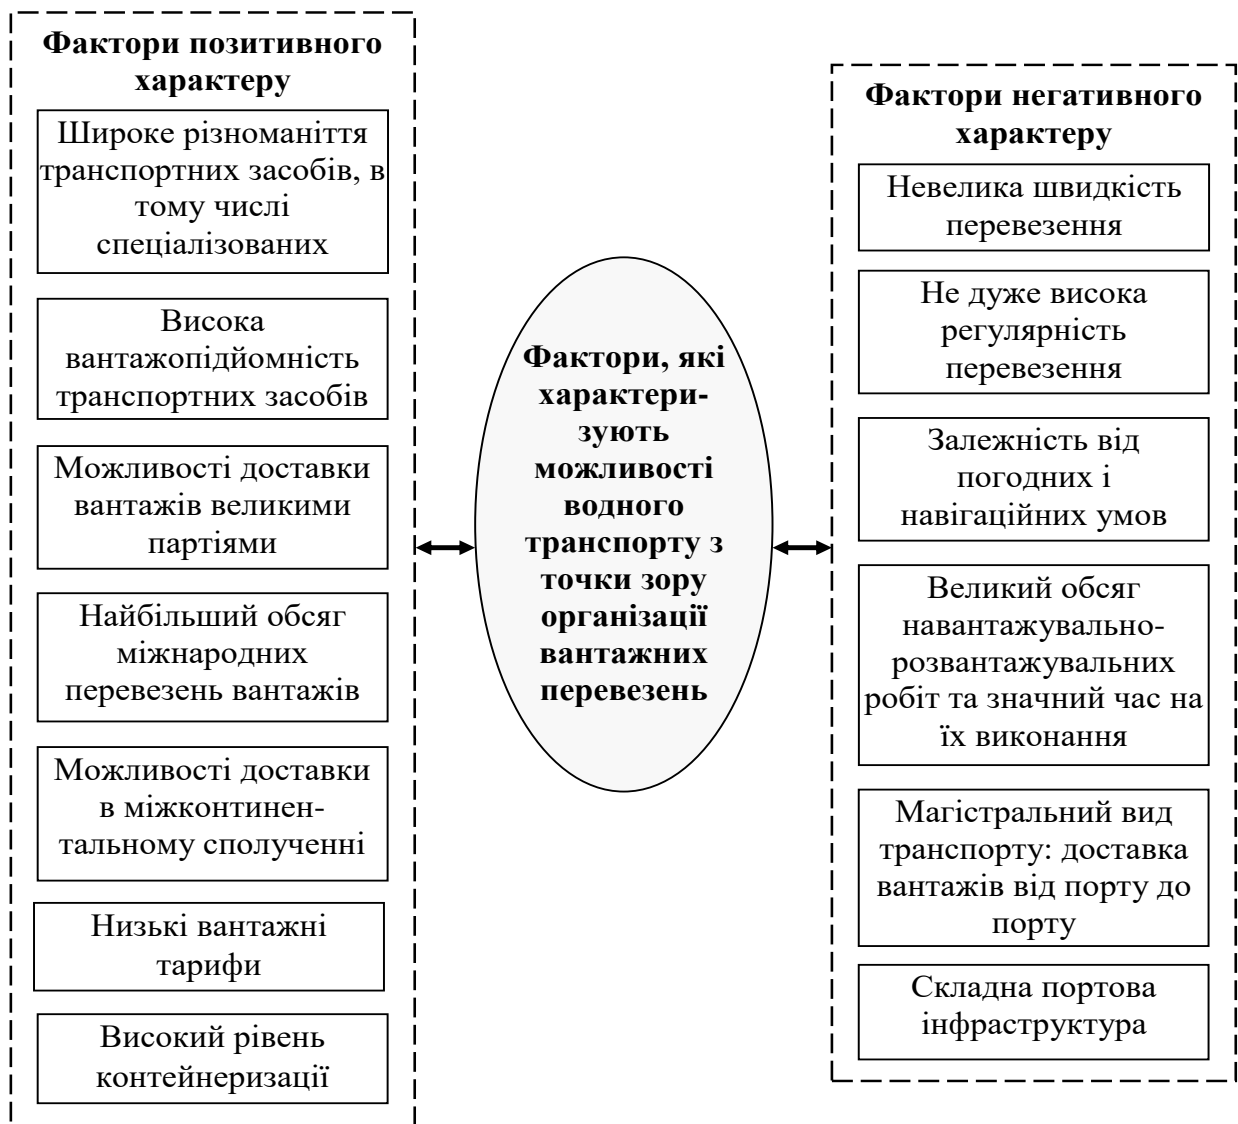 Фактори позитивного
характеру
Широке різноманіття
транспортних засобів, в
тому числі
спеціалізованих
Висока
вантажопідйомність
транспортних засобів
Можливості доставки
вантажів великими
партіями
Найбільший обсяг
міжнародних
перевезень вантажів
Можливості доставки
в міжконтинен-
тальному сполученні
Низькі вантажні
тарифи
Високий рівень
контейнеризації
Фактори, які
характери-
зують
можливості
водного
транспорту з
точки зору
організації
вантажних
перевезень
Фактори негативного
характеру
Невелика швидкість
перевезення
Не дуже висока
регулярність
перевезення
Залежність від
погодних і
навігаційних умов
Великий обсяг
навантажувально-
розвантажувальних
робіт та значний час на
їх виконання
Магістральний вид
транспорту: доставка
вантажів від порту до
порту
Складна портова
інфраструктура